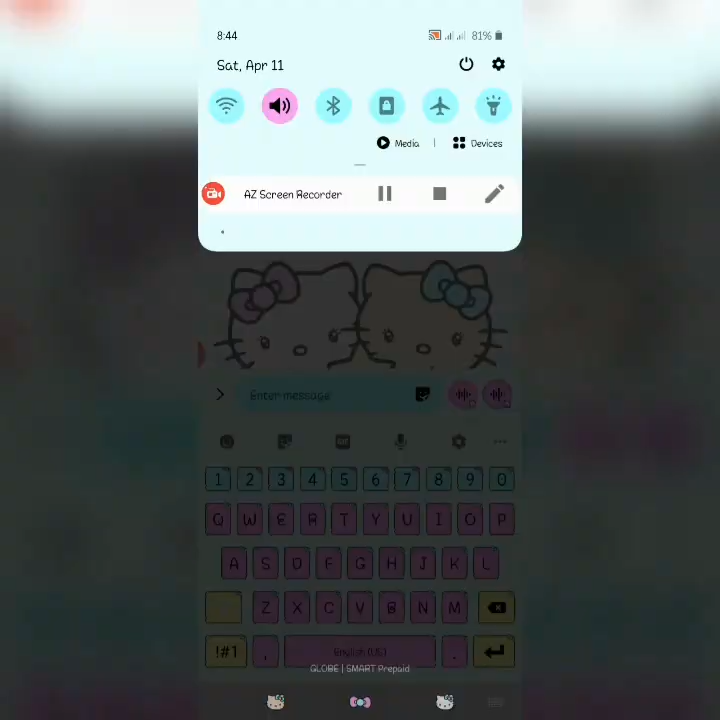 8:44 81%
Sat, Apr 11
Media | Devices
AZ Screen Recorder
Enter message
GIF
1 2 3 4 5 6 7 8 9 0
Q W E R T Y U I O P
A S D F G H J K L
Z X C V B N M
!#1 , English (US) .
GLOBE | SMART Prepaid